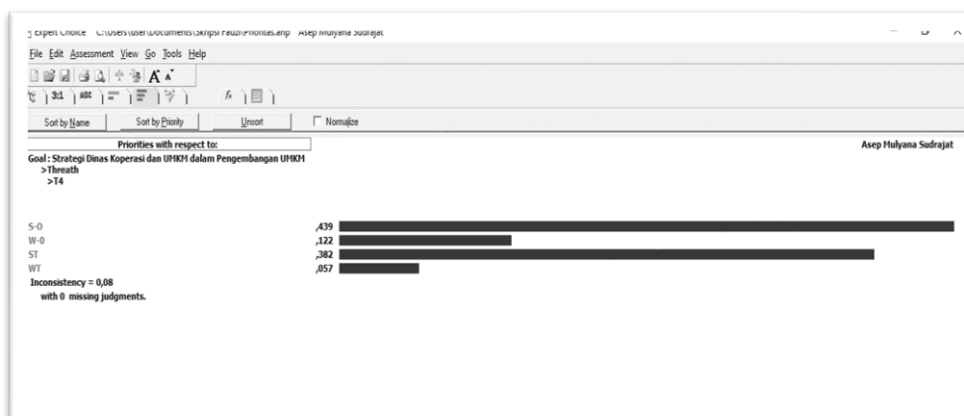 Expert Choice C:\Users\user\Documents\Skripsi Fauzi\Prioritas.ahp Asep Mulyana Sudrajat
File Edit Assessment View Go Tools Help
3:1 ABC
Sort by Name Sort by Priority Unsort Normalize
Priorities with respect to:
Asep Mulyana Sudrajat
Goal: Strategi Dinas Koperasi dan UMKM dalam Pengembangan UMKM
>Threath
>T4
S-O ,439
W-O ,122
ST ,382
WT ,057
Inconsistency = 0,08
with 0 missing judgments.